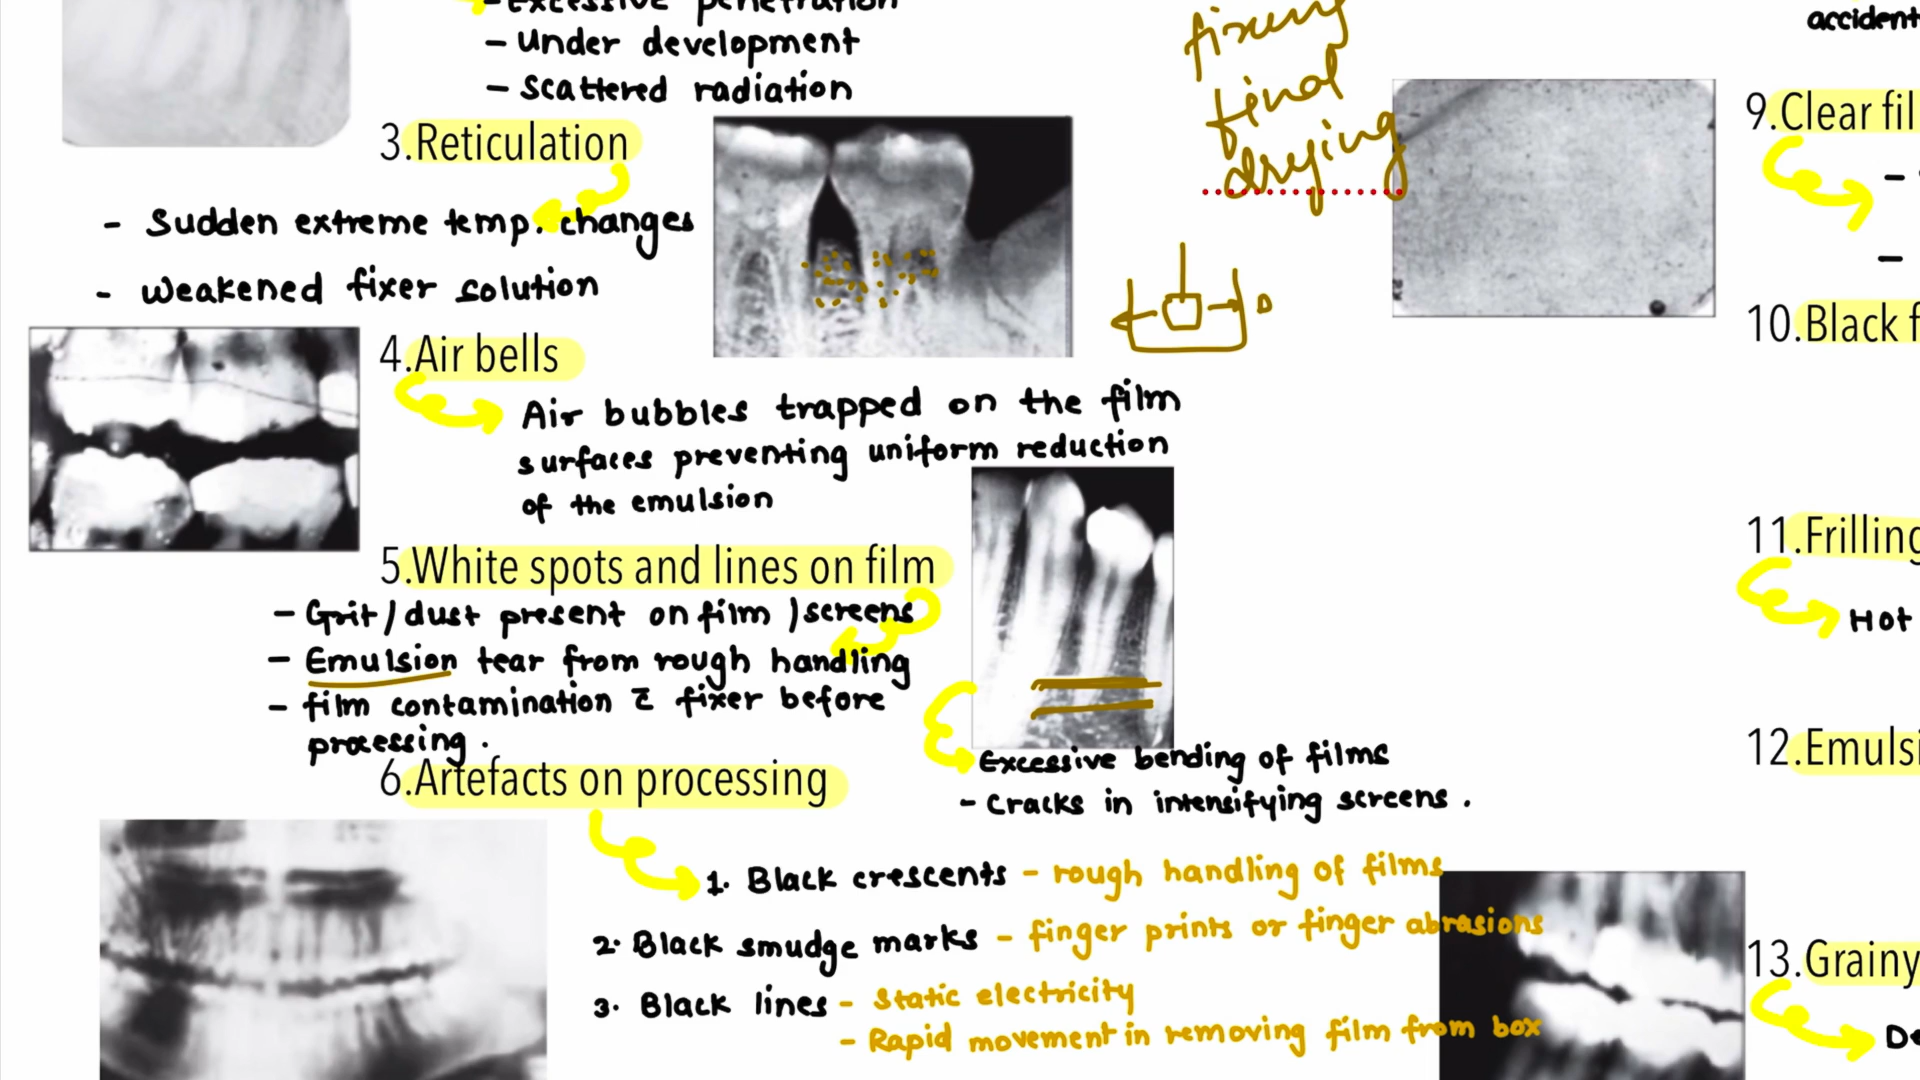 - Excessive penetration
- Under development
- Scattered radiation
3.Reticulation
- Sudden extreme temp. changes
- Weakened fixer solution
4.Air bells
Air bubbles trapped on the film
surfaces preventing uniform reduction
of the emulsion
5.White spots and lines on film
- Grit/dust present on film /screens
- Emulsion tear from rough handling
- film contamination c̄ fixer before
processing.
6.Artefacts on processing
Excessive bending of films
- Cracks in intensifying screens.
1. Black crescents - rough handling of films
2. Black smudge marks - finger prints or finger abrasions
3. Black lines - Static electricity
- Rapid movement in removing film from box
fixing
final
drying
accident
9.Clear fil
10.Black f
11.Frilling
Hot
12.Emulsi
13.Grainy
De